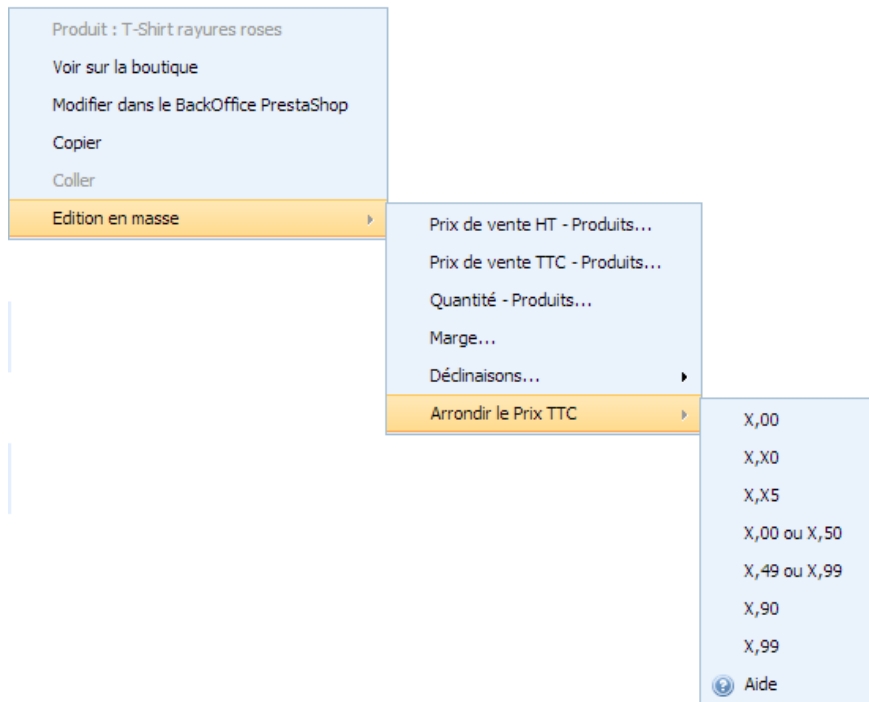 Produit : T-Shirt rayures roses
Voir sur la boutique
Modifier dans le BackOffice PrestaShop
Copier
Coller
Edition en masse
Prix de vente HT - Produits...
Prix de vente TTC - Produits...
Quantité - Produits...
Marge...
Déclinaisons...
Arrondir le Prix TTC
X,00
X,X0
X,X5
X,00 ou X,50
X,49 ou X,99
X,90
X,99
Aide